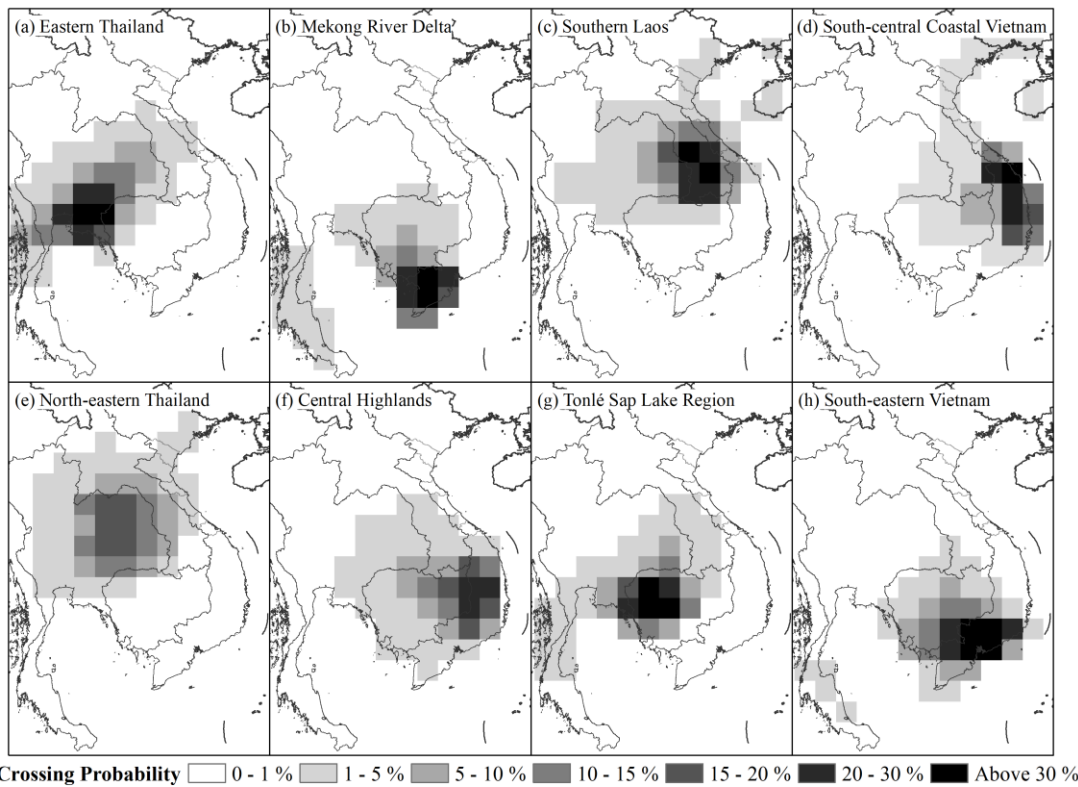 (a) Eastern Thailand
(b) Mekong River Delta
(c) Southern Laos
(d) South-central Coastal Vietnam
(e) North-eastern Thailand
(f) Central Highlands
(g) Tonlé Sap Lake Region
(h) South-eastern Vietnam
Crossing Probability 0 - 1 % 1 - 5 % 5 - 10 % 10 - 15 % 15 - 20 % 20 - 30 % Above 30 %